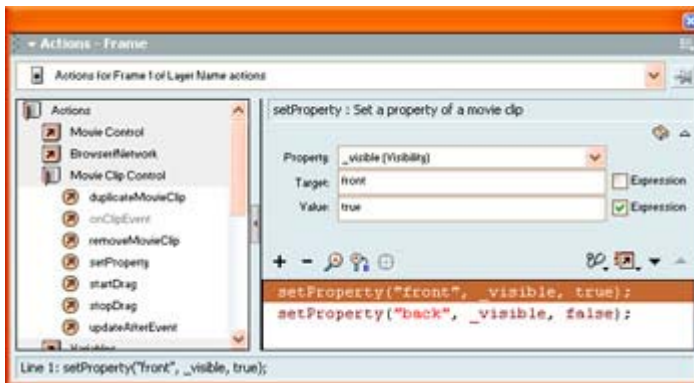 Actions - Frame
Actions for Frame 1 of Layer Name actions
Actions
Movie Control
Browser/Network
Movie Clip Control
duplicateMovieClip
onClipEvent
removeMovieClip
setProperty
startDrag
stopDrag
updateAfterEvent
Variables
setProperty : Set a property of a movie clip
Property: _visible (Visibility)
Target: front Expression
Value: true Expression
setProperty("front", _visible, true);
setProperty("back", _visible, false);
Line 1: setProperty("front", _visible, true);